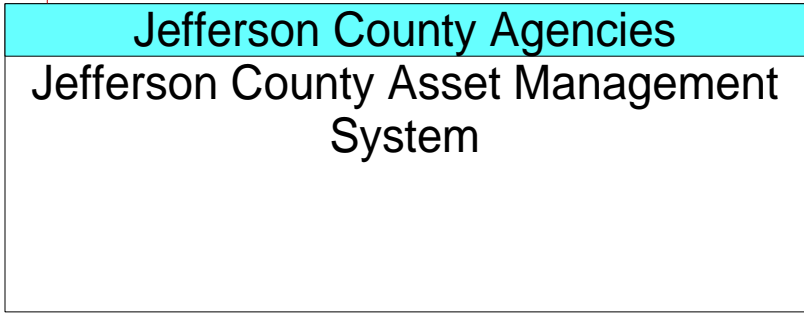 Jefferson County Agencies
Jefferson County Asset Management
System